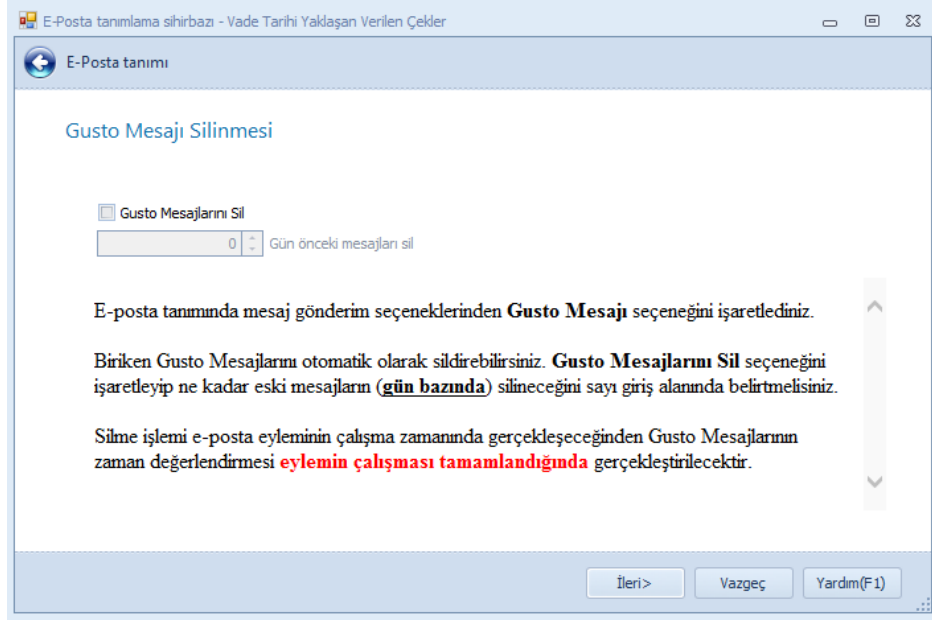 E-Posta tanımlama sihirbazı - Vade Tarihi Yaklaşan Verilen Çekler
E-Posta tanımı
Gusto Mesajı Silinmesi
Gusto Mesajlarını Sil
0 Gün önceki mesajları sil
E-posta tanımında mesaj gönderim seçeneklerinden Gusto Mesajı seçeneğini işaretlediniz.
Biriken Gusto Mesajlarını otomatik olarak sildirebilirsiniz. Gusto Mesajlarını Sil seçeneğini
işaretleyip ne kadar eski mesajların (gün bazında) silineceğini sayı giriş alanında belirtmelisiniz.
Silme işlemi e-posta eyleminin çalışma zamanında gerçekleşeceğinden Gusto Mesajlarının
zaman değerlendirmesi eylemin çalışması tamamlandığında gerçekleştirilecektir.
İleri> Vazgeç Yardım(F1)